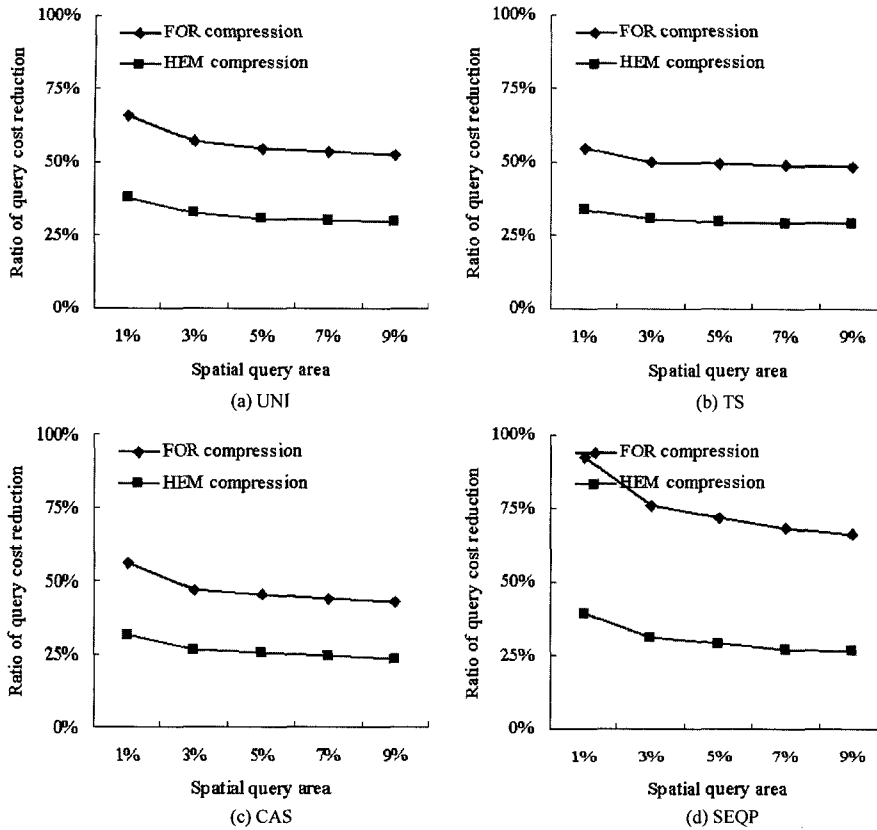 100%
75%
50%
25%
0%
Ratio of query cost reduction
FOR compression
HEM compression
1% 3% 5% 7% 9%
Spatial query area
(a) UNI
100%
75%
50%
25%
0%
Ratio of query cost reduction
FOR compression
HEM compression
1% 3% 5% 7% 9%
Spatial query area
(b) TS
100%
75%
50%
25%
0%
Ratio of query cost reduction
FOR compression
HEM compression
1% 3% 5% 7% 9%
Spatial query area
(c) CAS
100%
75%
50%
25%
0%
Ratio of query cost reduction
FOR compression
HEM compression
1% 3% 5% 7% 9%
Spatial query area
(d) SEQP